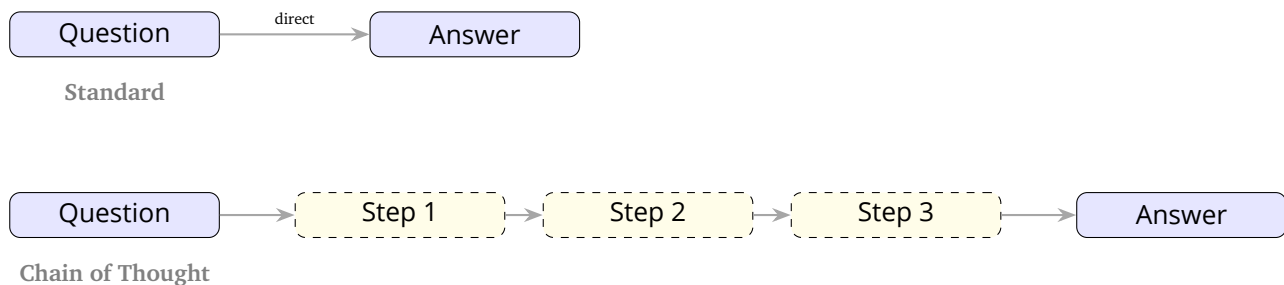 Question
direct
Answer
Standard
Question
Step 1
Step 2
Step 3
Answer
Chain of Thought